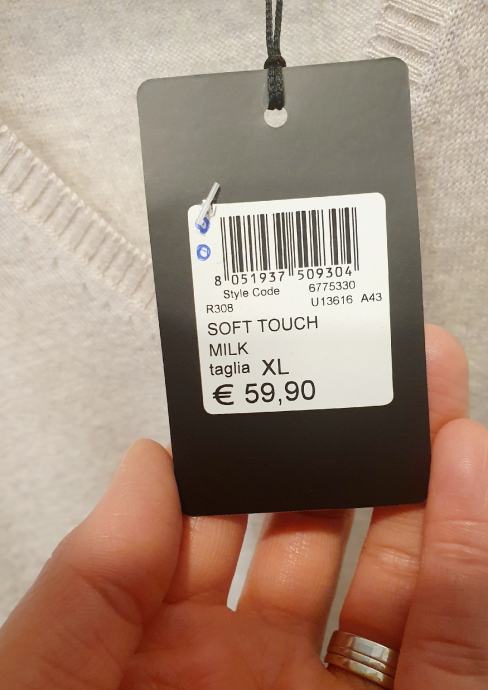 8 051937 509304
Style Code 6775330
R308 U13616 A43
SOFT TOUCH
MILK
taglia XL
€ 59,90